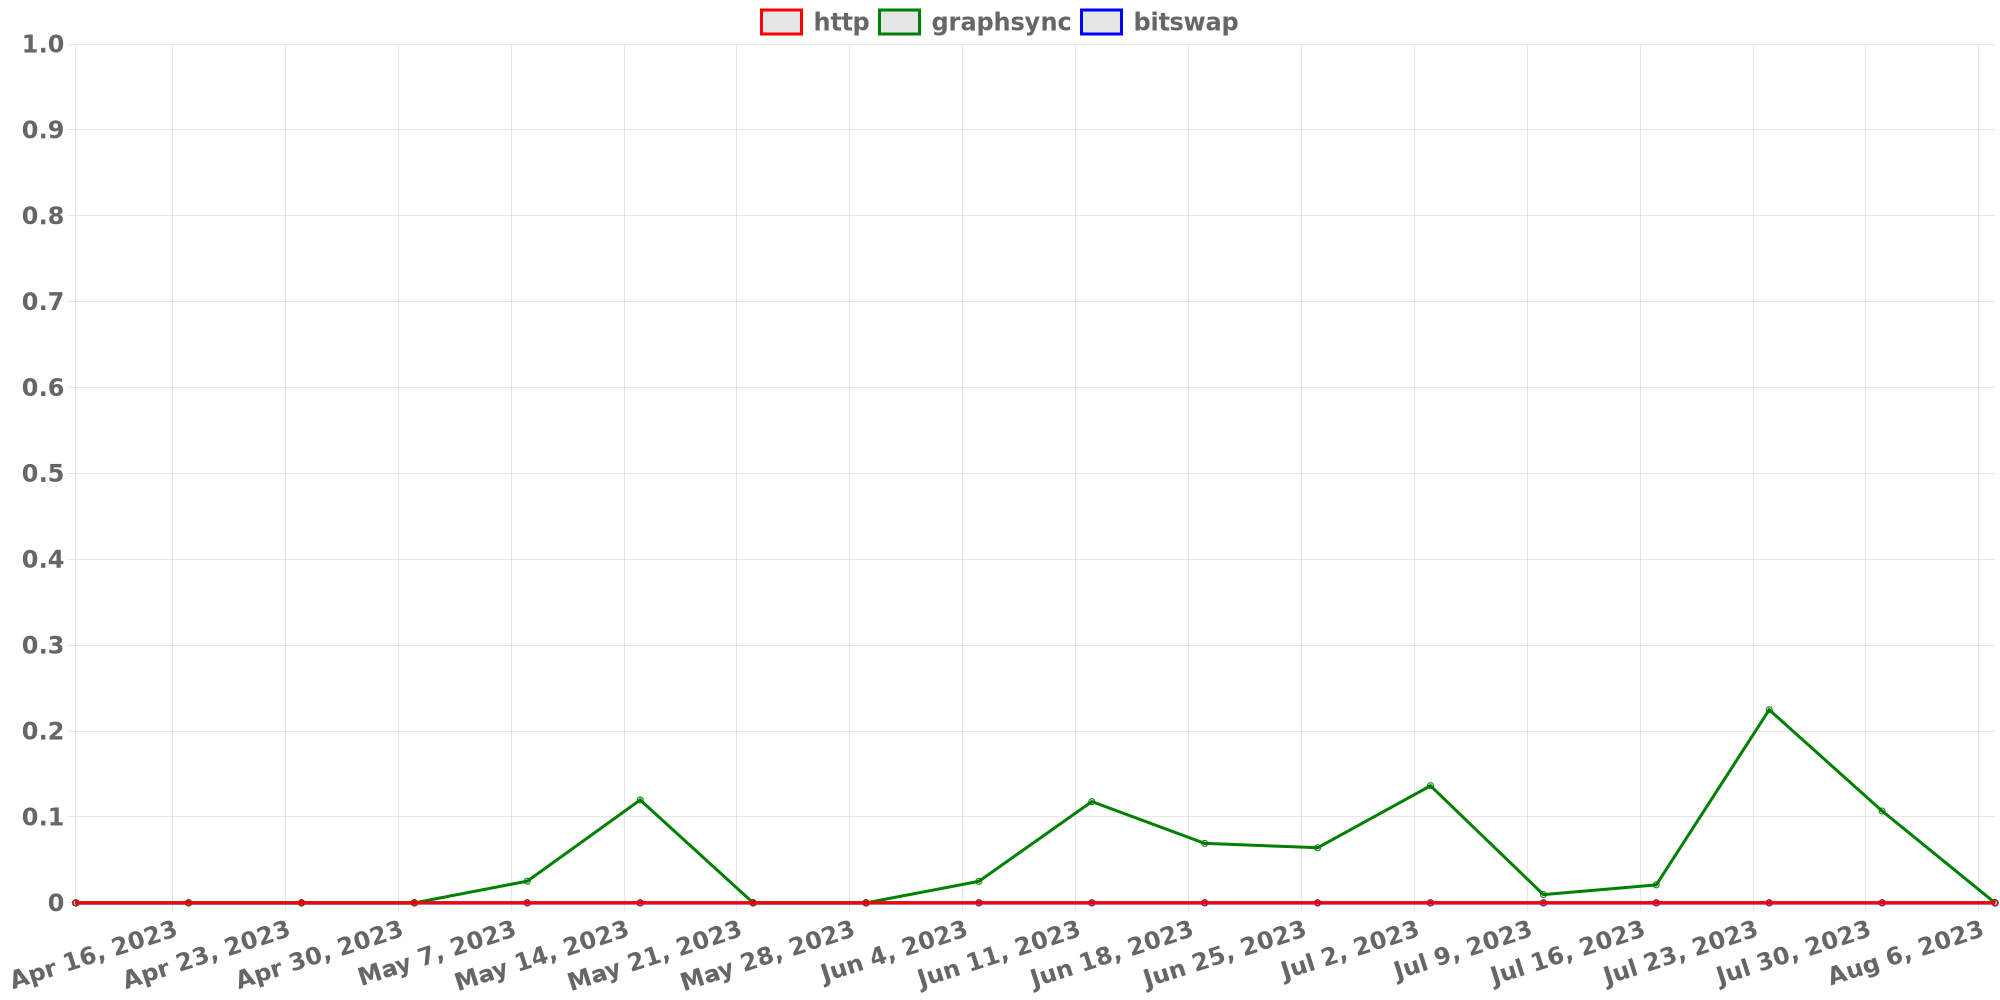 http graphsync bitswap
1.0
0.9
0.8
0.7
0.6
0.5
0.4
0.3
0.2
0.1
0
Apr 16, 2023
Apr 23, 2023
Apr 30, 2023
May 7, 2023
May 14, 2023
May 21, 2023
May 28, 2023
Jun 4, 2023
Jun 11, 2023
Jun 18, 2023
Jun 25, 2023
Jul 2, 2023
Jul 9, 2023
Jul 16, 2023
Jul 23, 2023
Jul 30, 2023
Aug 6, 2023